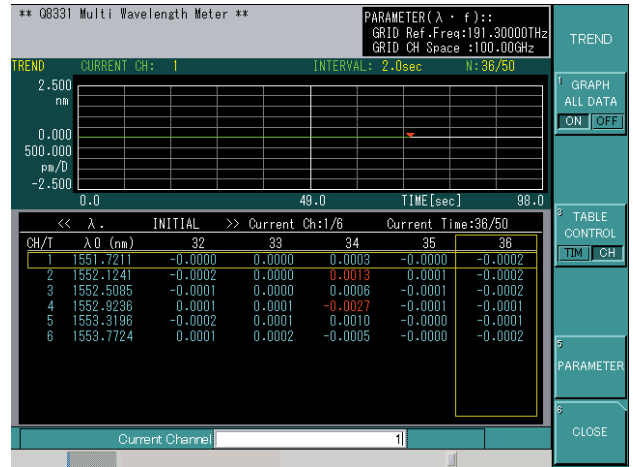 ** Q8331 Multi Wavelength Meter **
PARAMETER(λ · f)::
GRID Ref.Freq:191.30000THz
GRID CH Space :100.00GHz
TREND
TREND CURRENT CH: 1 INTERVAL: 2.0sec N:36/50
2.500
nm
0.000
500.000
pm/D
-2.500
0.0 49.0 TIME[sec] 98.0
1 GRAPH
ALL DATA
ON OFF
<< λ. INITIAL >> Current Ch:1/6 Current Time:36/50
CH/T λ0 (nm) 32 33 34 35 36
1 1551.7211 -0.0000 0.0000 0.0003 -0.0000 -0.0002
2 1552.1241 -0.0002 0.0001 0.0013 0.0001 -0.0002
3 1552.5085 -0.0001 0.0000 0.0006 -0.0001 -0.0002
4 1552.9236 0.0001 0.0001 -0.0027 -0.0001 -0.0001
5 1553.3196 -0.0002 0.0001 0.0010 -0.0000 -0.0001
6 1553.7724 0.0001 0.0002 -0.0005 -0.0000 -0.0002
3 TABLE
CONTROL
TIM CH
5
PARAMETER
6
CLOSE
Current Channel 1